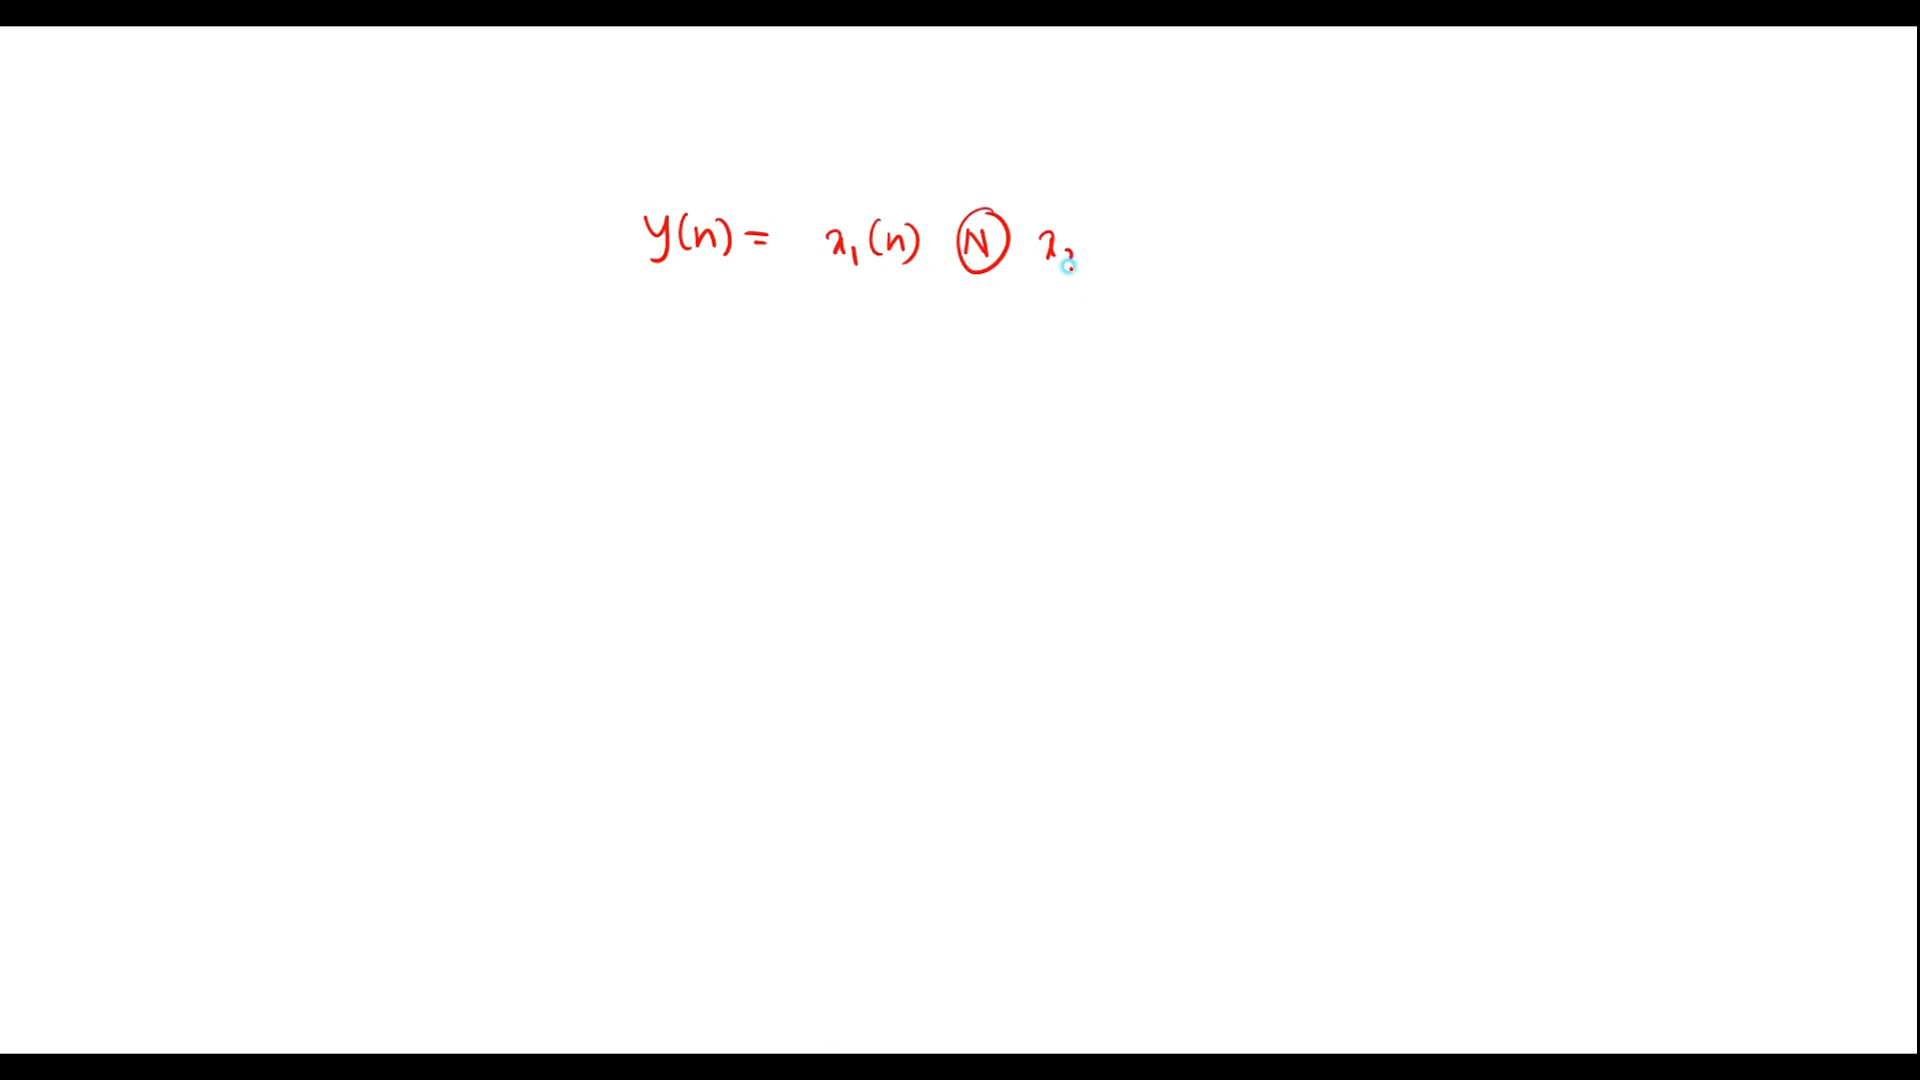 y(n) = x₁(n) Ⓝ x₂